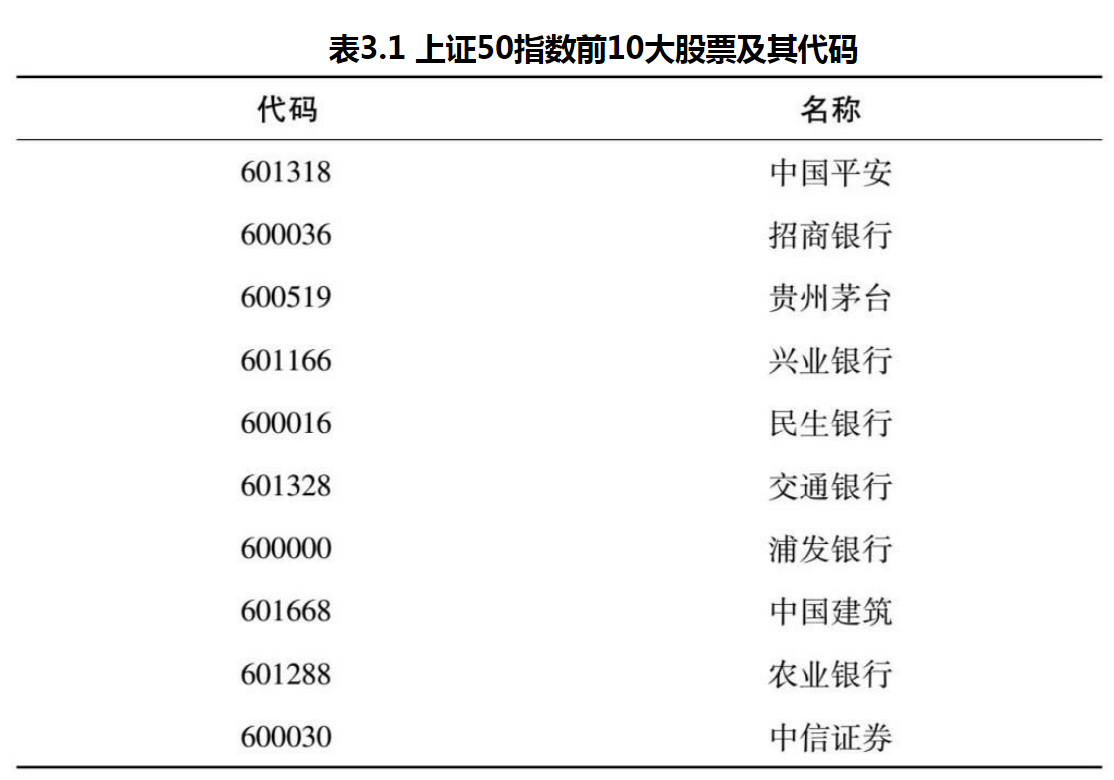 表3.1 上证50指数前10大股票及其代码
代码 名称
601318 中国平安
600036 招商银行
600519 贵州茅台
601166 兴业银行
600016 民生银行
601328 交通银行
600000 浦发银行
601668 中国建筑
601288 农业银行
600030 中信证券